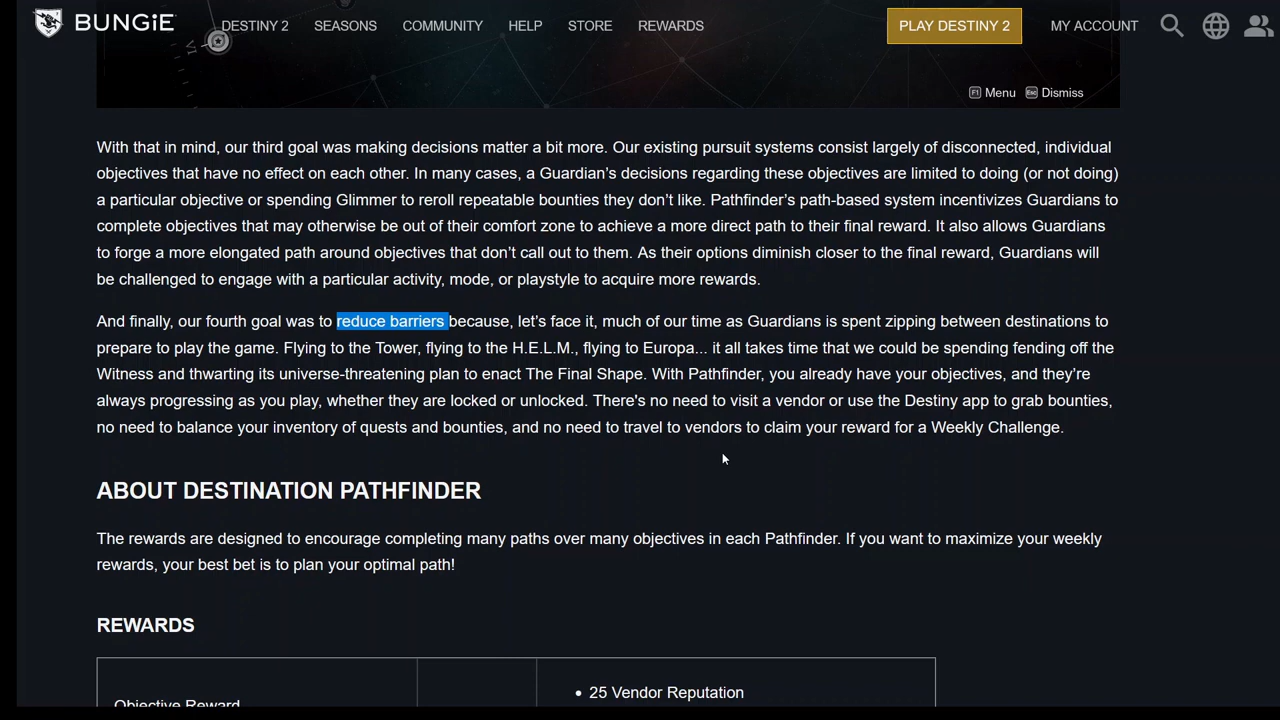 BUNGiE
DESTINY 2 SEASONS COMMUNITY HELP STORE REWARDS PLAY DESTINY 2 MY ACCOUNT
F1 Menu Esc Dismiss
With that in mind, our third goal was making decisions matter a bit more. Our existing pursuit systems consist largely of disconnected, individual
objectives that have no effect on each other. In many cases, a Guardian’s decisions regarding these objectives are limited to doing (or not doing)
a particular objective or spending Glimmer to reroll repeatable bounties they don’t like. Pathfinder’s path-based system incentivizes Guardians to
complete objectives that may otherwise be out of their comfort zone to achieve a more direct path to their final reward. It also allows Guardians
to forge a more elongated path around objectives that don’t call out to them. As their options diminish closer to the final reward, Guardians will
be challenged to engage with a particular activity, mode, or playstyle to acquire more rewards.
And finally, our fourth goal was to reduce barriers because, let’s face it, much of our time as Guardians is spent zipping between destinations to
prepare to play the game. Flying to the Tower, flying to the H.E.L.M., flying to Europa... it all takes time that we could be spending fending off the
Witness and thwarting its universe-threatening plan to enact The Final Shape. With Pathfinder, you already have your objectives, and they’re
always progressing as you play, whether they are locked or unlocked. There's no need to visit a vendor or use the Destiny app to grab bounties,
no need to balance your inventory of quests and bounties, and no need to travel to vendors to claim your reward for a Weekly Challenge.
ABOUT DESTINATION PATHFINDER
The rewards are designed to encourage completing many paths over many objectives in each Pathfinder. If you want to maximize your weekly
rewards, your best bet is to plan your optimal path!
REWARDS
• 25 Vendor Reputation
Objective Reward